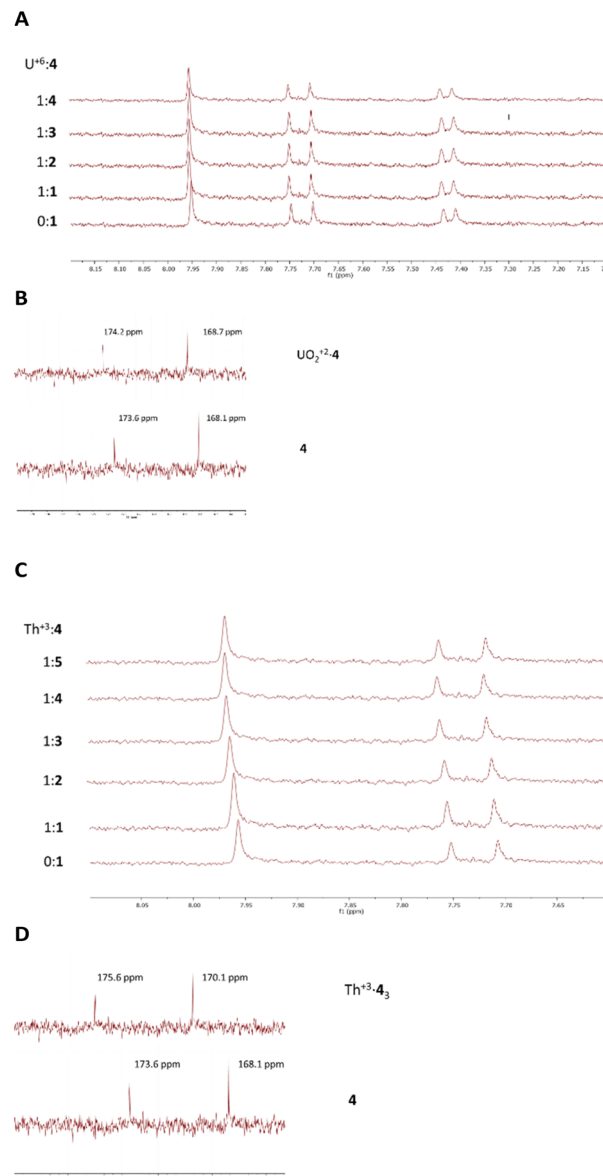 A
U⁺⁶:4
1:4
1:3
1:2
1:1
0:1
8.15 8.10 8.05 8.00 7.95 7.90 7.85 7.80 7.75 7.70 7.65 7.60 7.55 7.50 7.45 7.40 7.35 7.30 7.25 7.20 7.15 7.1
f1 (ppm)
B
174.2 ppm 168.7 ppm
UO₂⁺²·4
173.6 ppm 168.1 ppm
4
C
Th⁺³:4
1:5
1:4
1:3
1:2
1:1
0:1
8.05 8.00 7.95 7.90 7.85 7.80 7.75 7.70 7.65
f1 (ppm)
D
175.6 ppm 170.1 ppm
Th⁺³·4₃
173.6 ppm 168.1 ppm
4